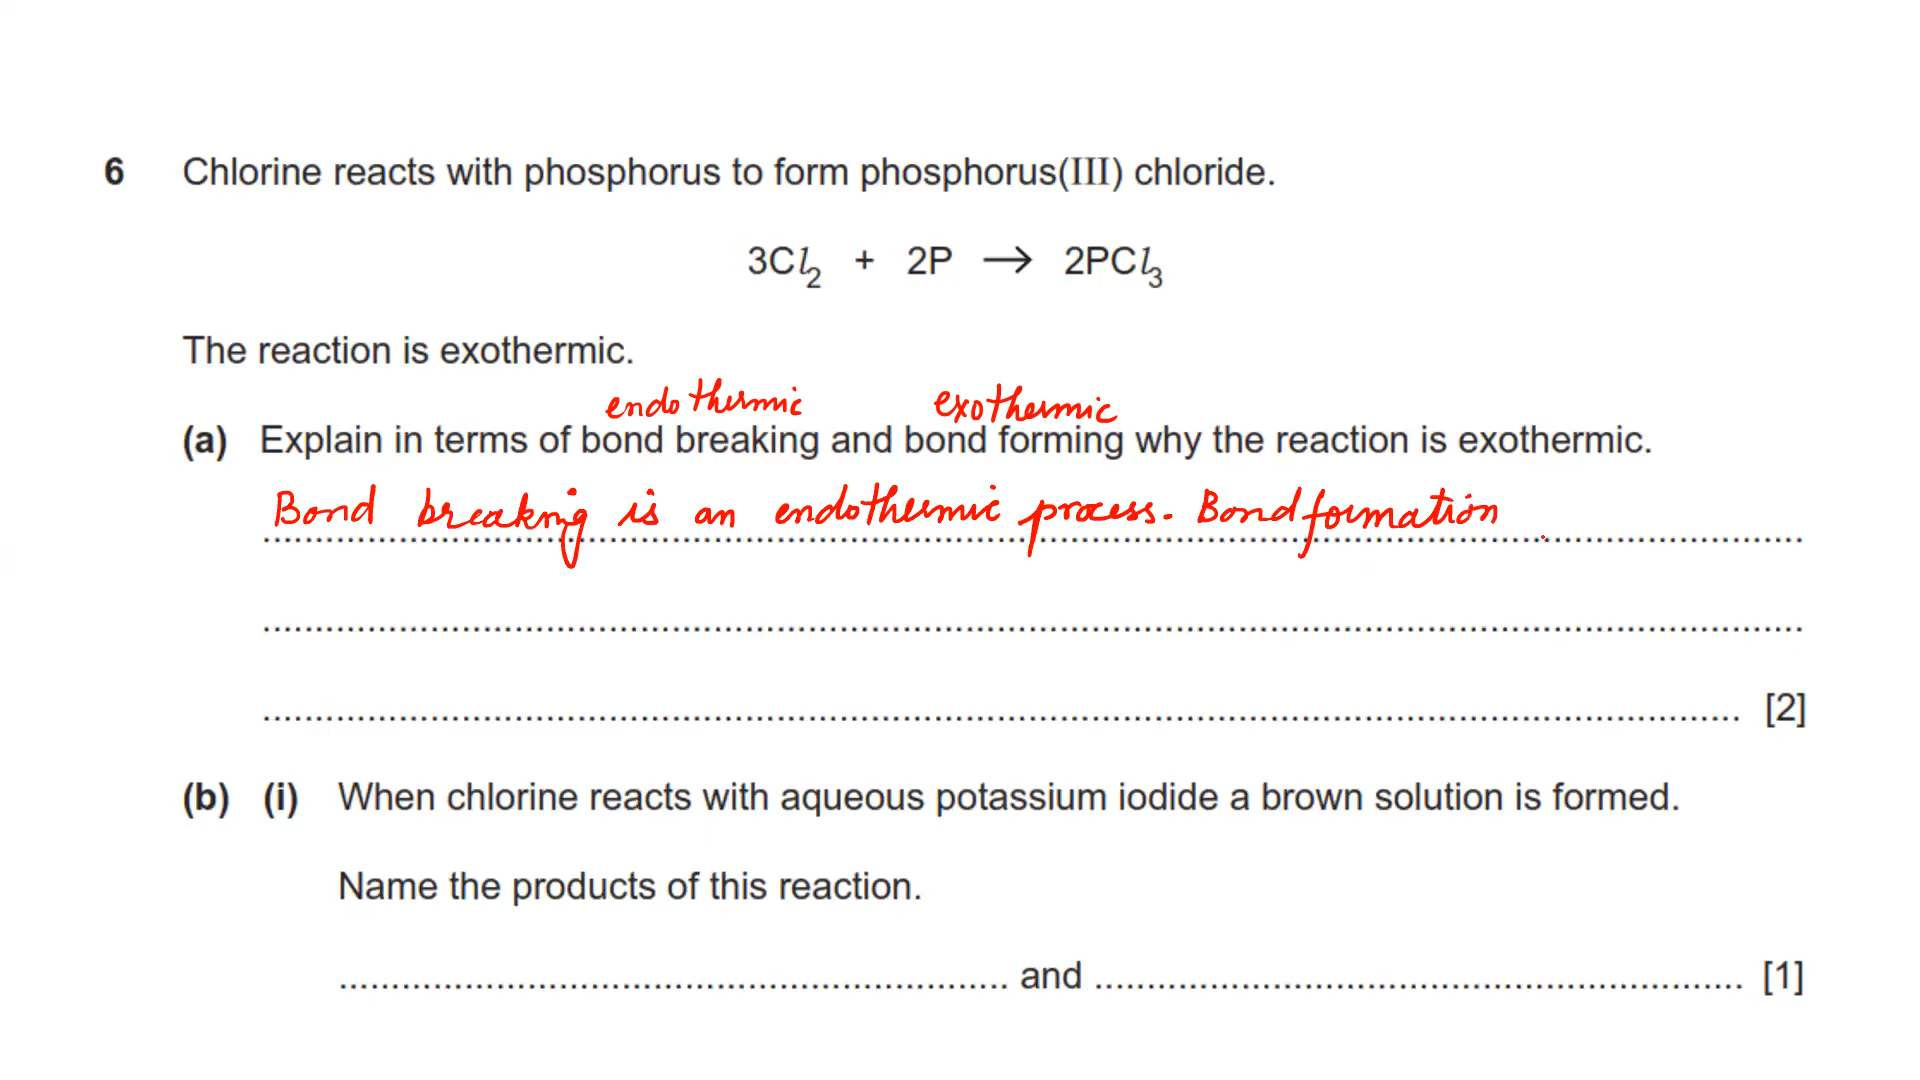 6 Chlorine reacts with phosphorus to form phosphorus(III) chloride.
3Cl₂ + 2P → 2PCl₃
The reaction is exothermic.
endothermic exothermic
(a) Explain in terms of bond breaking and bond forming why the reaction is exothermic.
Bond breaking is an endothermic process. Bond formation
[2]
(b) (i) When chlorine reacts with aqueous potassium iodide a brown solution is formed.
Name the products of this reaction.
............................................................... and ............................................................... [1]